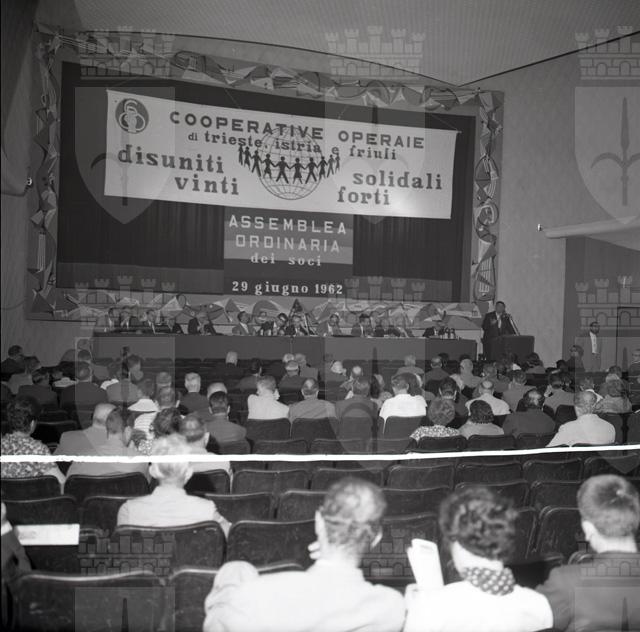 COOPERATIVE OPERAIE
di trieste, istria e friuli
disuniti solidali
vinti forti
ASSEMBLEA
ORDINARIA
dei soci
29 giugno 1962